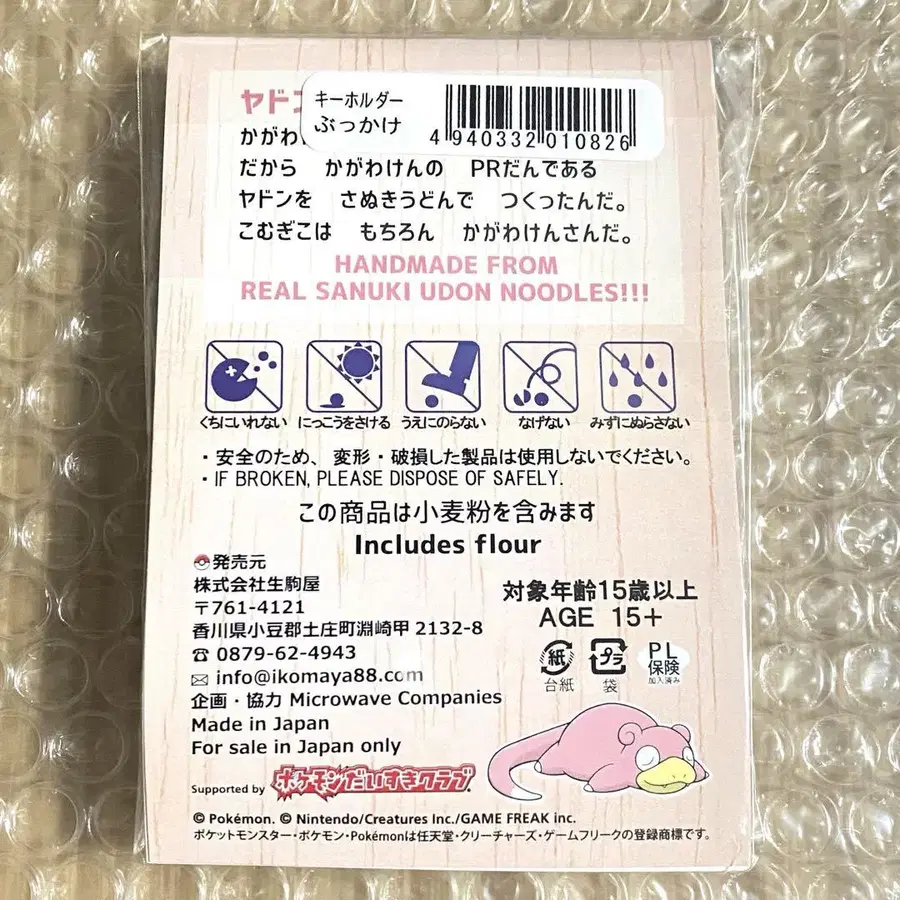 ヤドン
キーホルダー
ぶっかけ
4 940332 010826
かがわけ
だから かがわけんの PRだんである
ヤドンを さぬきうどんで つくったんだ。
こむぎこは もちろん かがわけんさんだ。
HANDMADE FROM
REAL SANUKI UDON NOODLES!!!
くちにいれない にっこうをさける うえにのらない なげない みずにぬらさない
・安全のため、変形・破損した製品は使用しないでください。
・IF BROKEN, PLEASE DISPOSE OF SAFELY.
この商品は小麦粉を含みます
Includes flour
発売元
株式会社生駒屋
〒761-4121
香川県小豆郡土庄町淵崎甲 2132-8
☎ 0879-62-4943
✉ info@ikomaya88.com
企画・協力 Microwave Companies
Made in Japan
For sale in Japan only
対象年齢15歳以上
AGE 15+
紙
台紙
プラ
袋
PL
保険
加入済み
Supported by ポケモンだいすきクラブ
© Pokémon. © Nintendo/Creatures Inc./GAME FREAK inc.
ポケットモンスター・ポケモン・Pokémonは任天堂・クリーチャーズ・ゲームフリークの登録商標です。